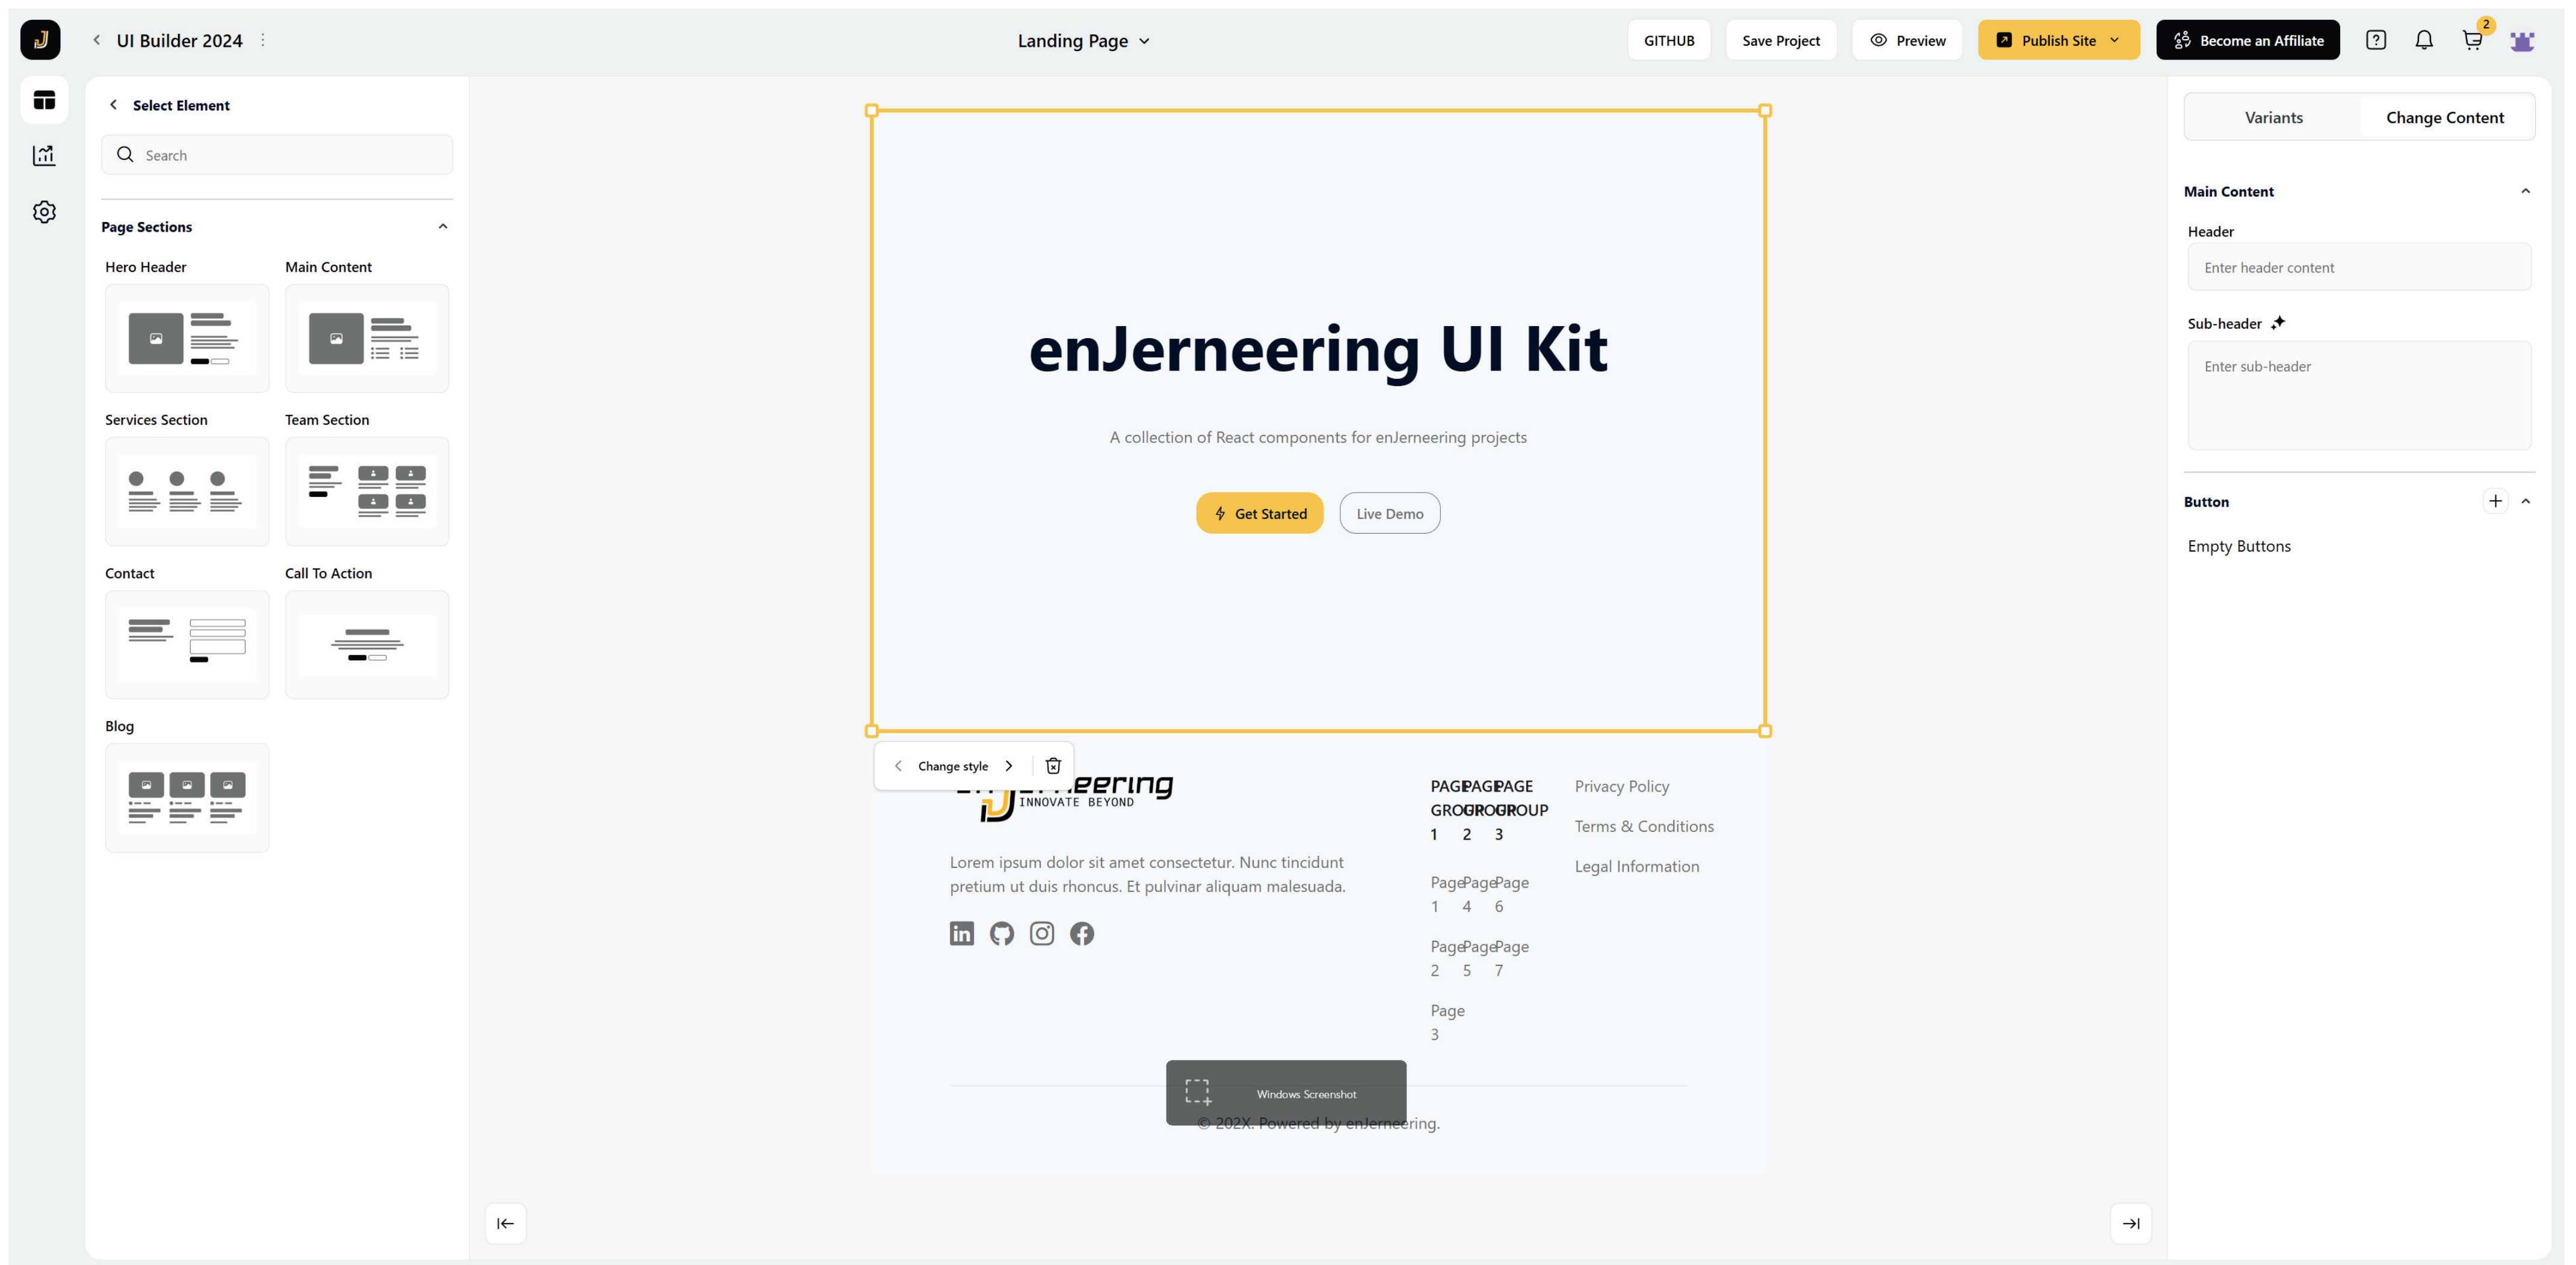 UI Builder 2024
Landing Page
GITHUB
Save Project
Preview
Publish Site
Become an Affiliate
2
Select Element
Search
Page Sections
Hero Header
Main Content
Services Section
Team Section
Contact
Call To Action
Blog
enJerneering UI Kit
A collection of React components for enJerneering projects
Get Started
Live Demo
Change style
INNOVATE BEYOND
Lorem ipsum dolor sit amet consectetur. Nunc tincidunt
pretium ut duis rhoncus. Et pulvinar aliquam malesuada.
PAGE GROUP 1
Page 1
Page 2
Page 3
PAGE GROUP 2
Page 4
Page 5
PAGE GROUP 3
Page 6
Page 7
Privacy Policy
Terms & Conditions
Legal Information
Windows Screenshot
© 202X. Powered by enJerneering.
Variants
Change Content
Main Content
Header
Enter header content
Sub-header
Enter sub-header
Button
Empty Buttons